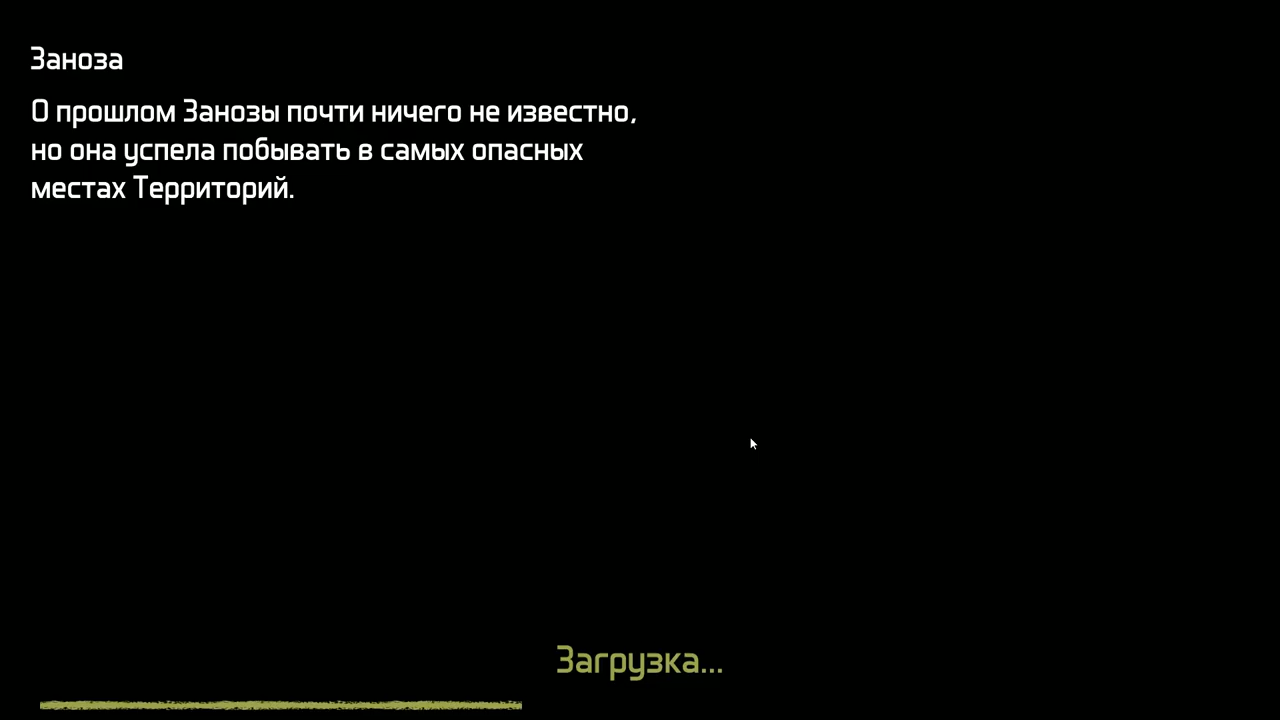 Заноза
О прошлом Занозы почти ничего не известно,
но она успела побывать в самых опасных
местах Территорий.
Загрузка...